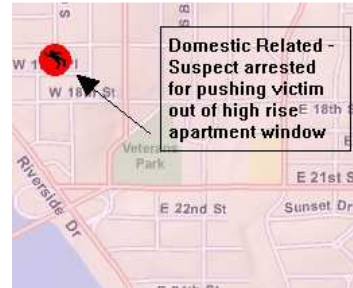 S
S 8
Domestic Related -
Suspect arrested
for pushing victim
out of high rise
apartment window
W 18th St
E 18th
Veterans
Park
E 21st S
Riverside Dr
E 22nd St
Sunset Dr